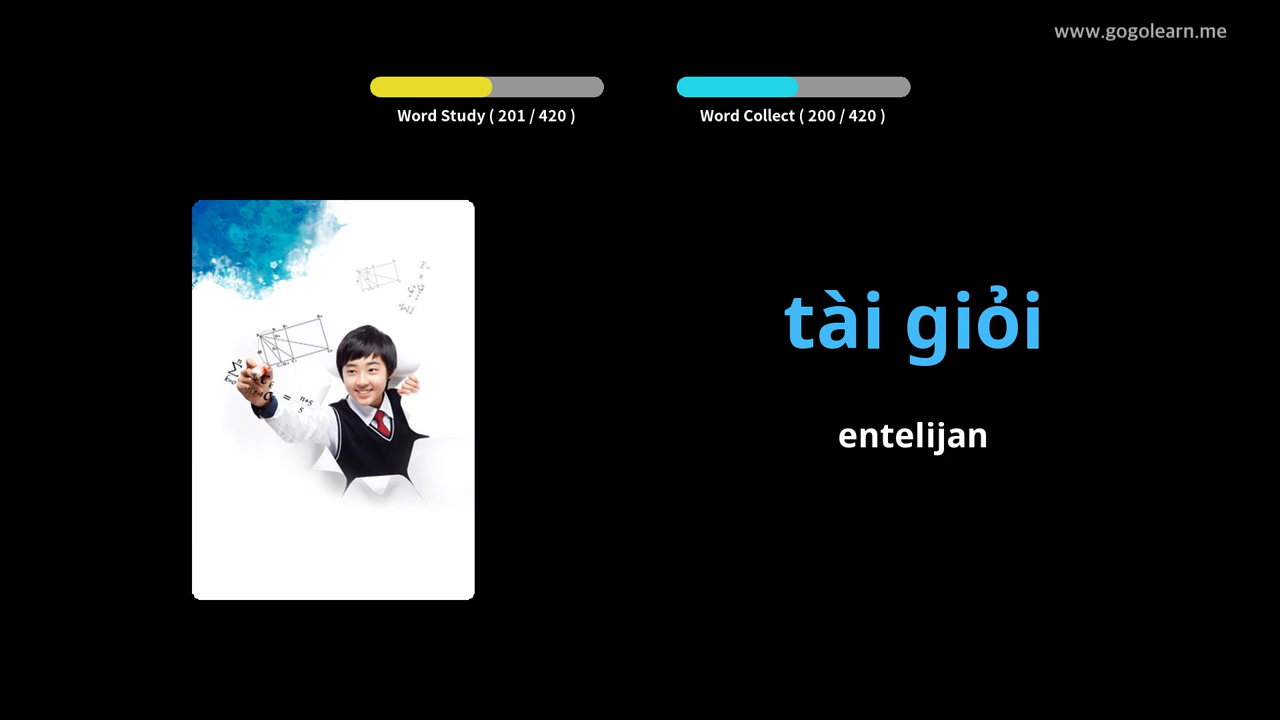 www.gogolearn.me
Word Study ( 201 / 420 )
Word Collect ( 200 / 420 )
tài giỏi
entelijan